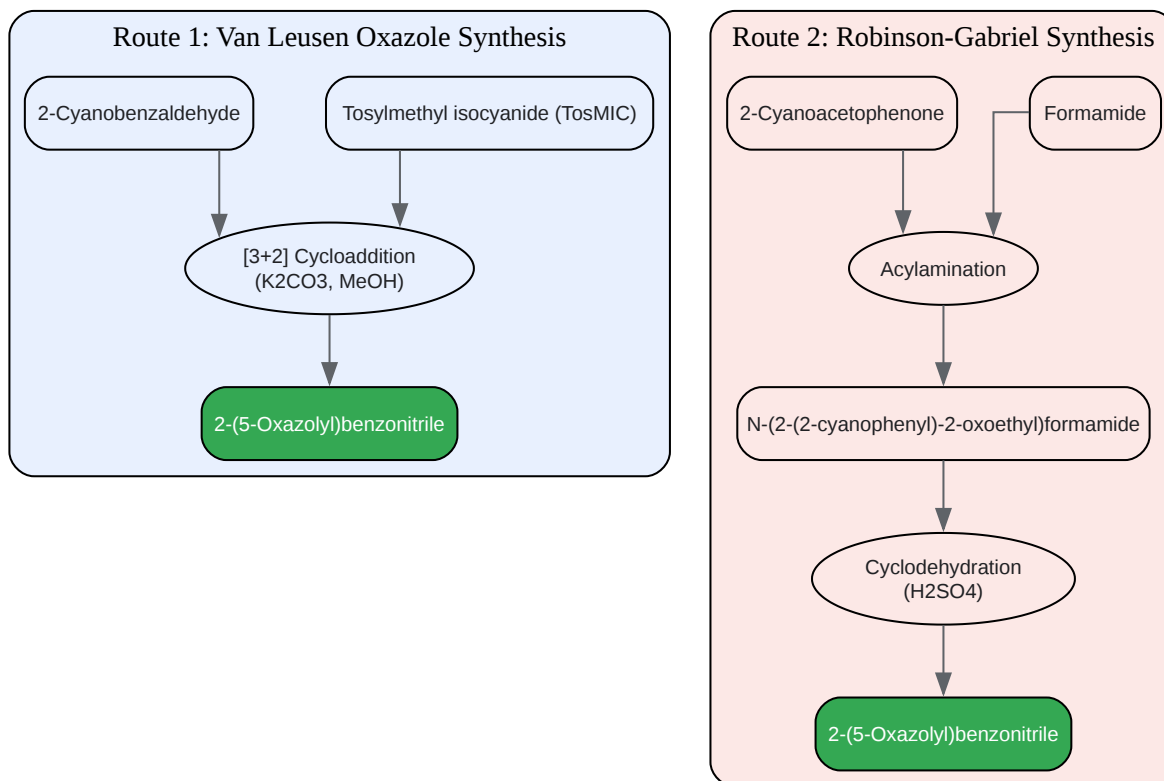 Route 1: Van Leusen Oxazole Synthesis
2-Cyanobenzaldehyde
Tosylmethyl isocyanide (TosMIC)
[3+2] Cycloaddition
(K2CO3, MeOH)
2-(5-Oxazolyl)benzonitrile
Route 2: Robinson-Gabriel Synthesis
2-Cyanoacetophenone
Formamide
Acylamination
N-(2-(2-cyanophenyl)-2-oxoethyl)formamide
Cyclodehydration
(H2SO4)
2-(5-Oxazolyl)benzonitrile